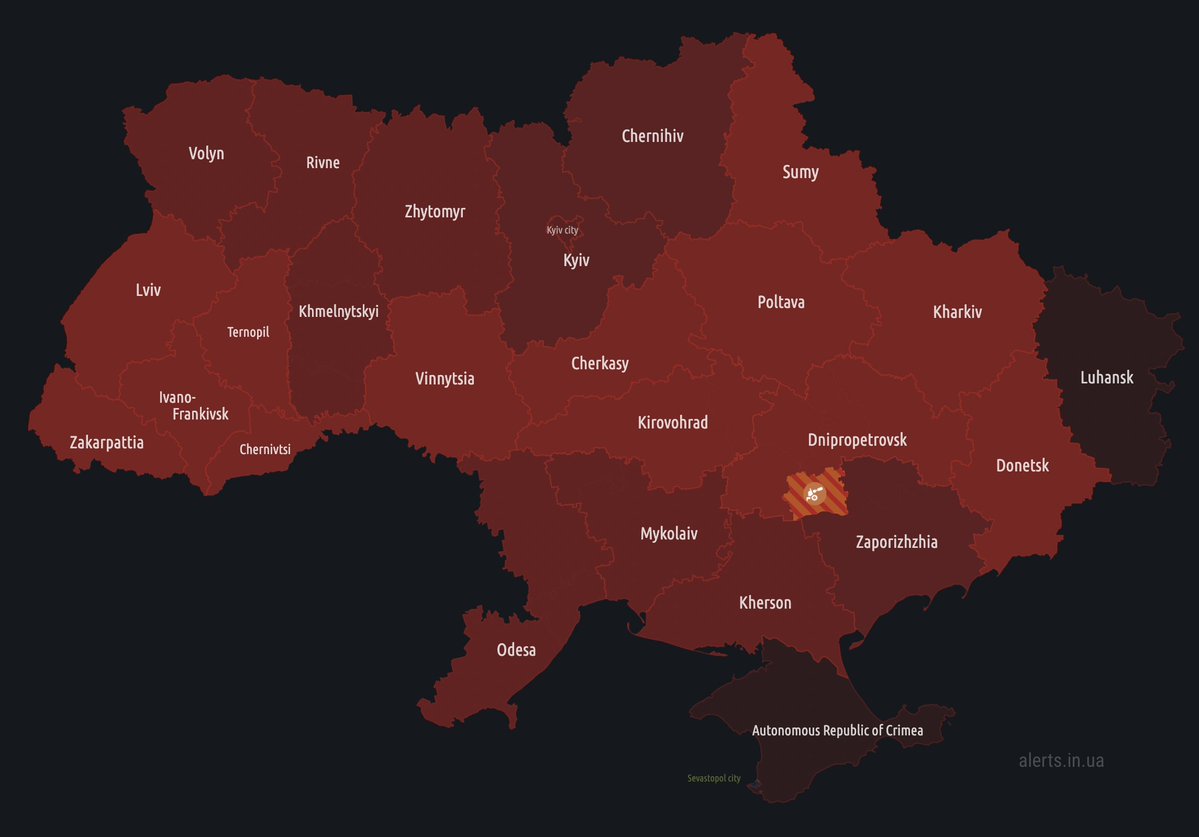 Chernihiv
Volyn
Rivne
Sumy
Zhytomyr
Kyiv city
Kyiv
Lviv
Poltava
Khmelnytskyi
Kharkiv
Ternopil
Cherkasy
Vinnytsia
Luhansk
Ivano-
Frankivsk
Kirovohrad
Zakarpattia
Dnipropetrovsk
Chernivtsi
Donetsk
Mykolaiv
Zaporizhzhia
Kherson
Odesa
Autonomous Republic of Crimea
alerts.in.ua
Sevastopol city